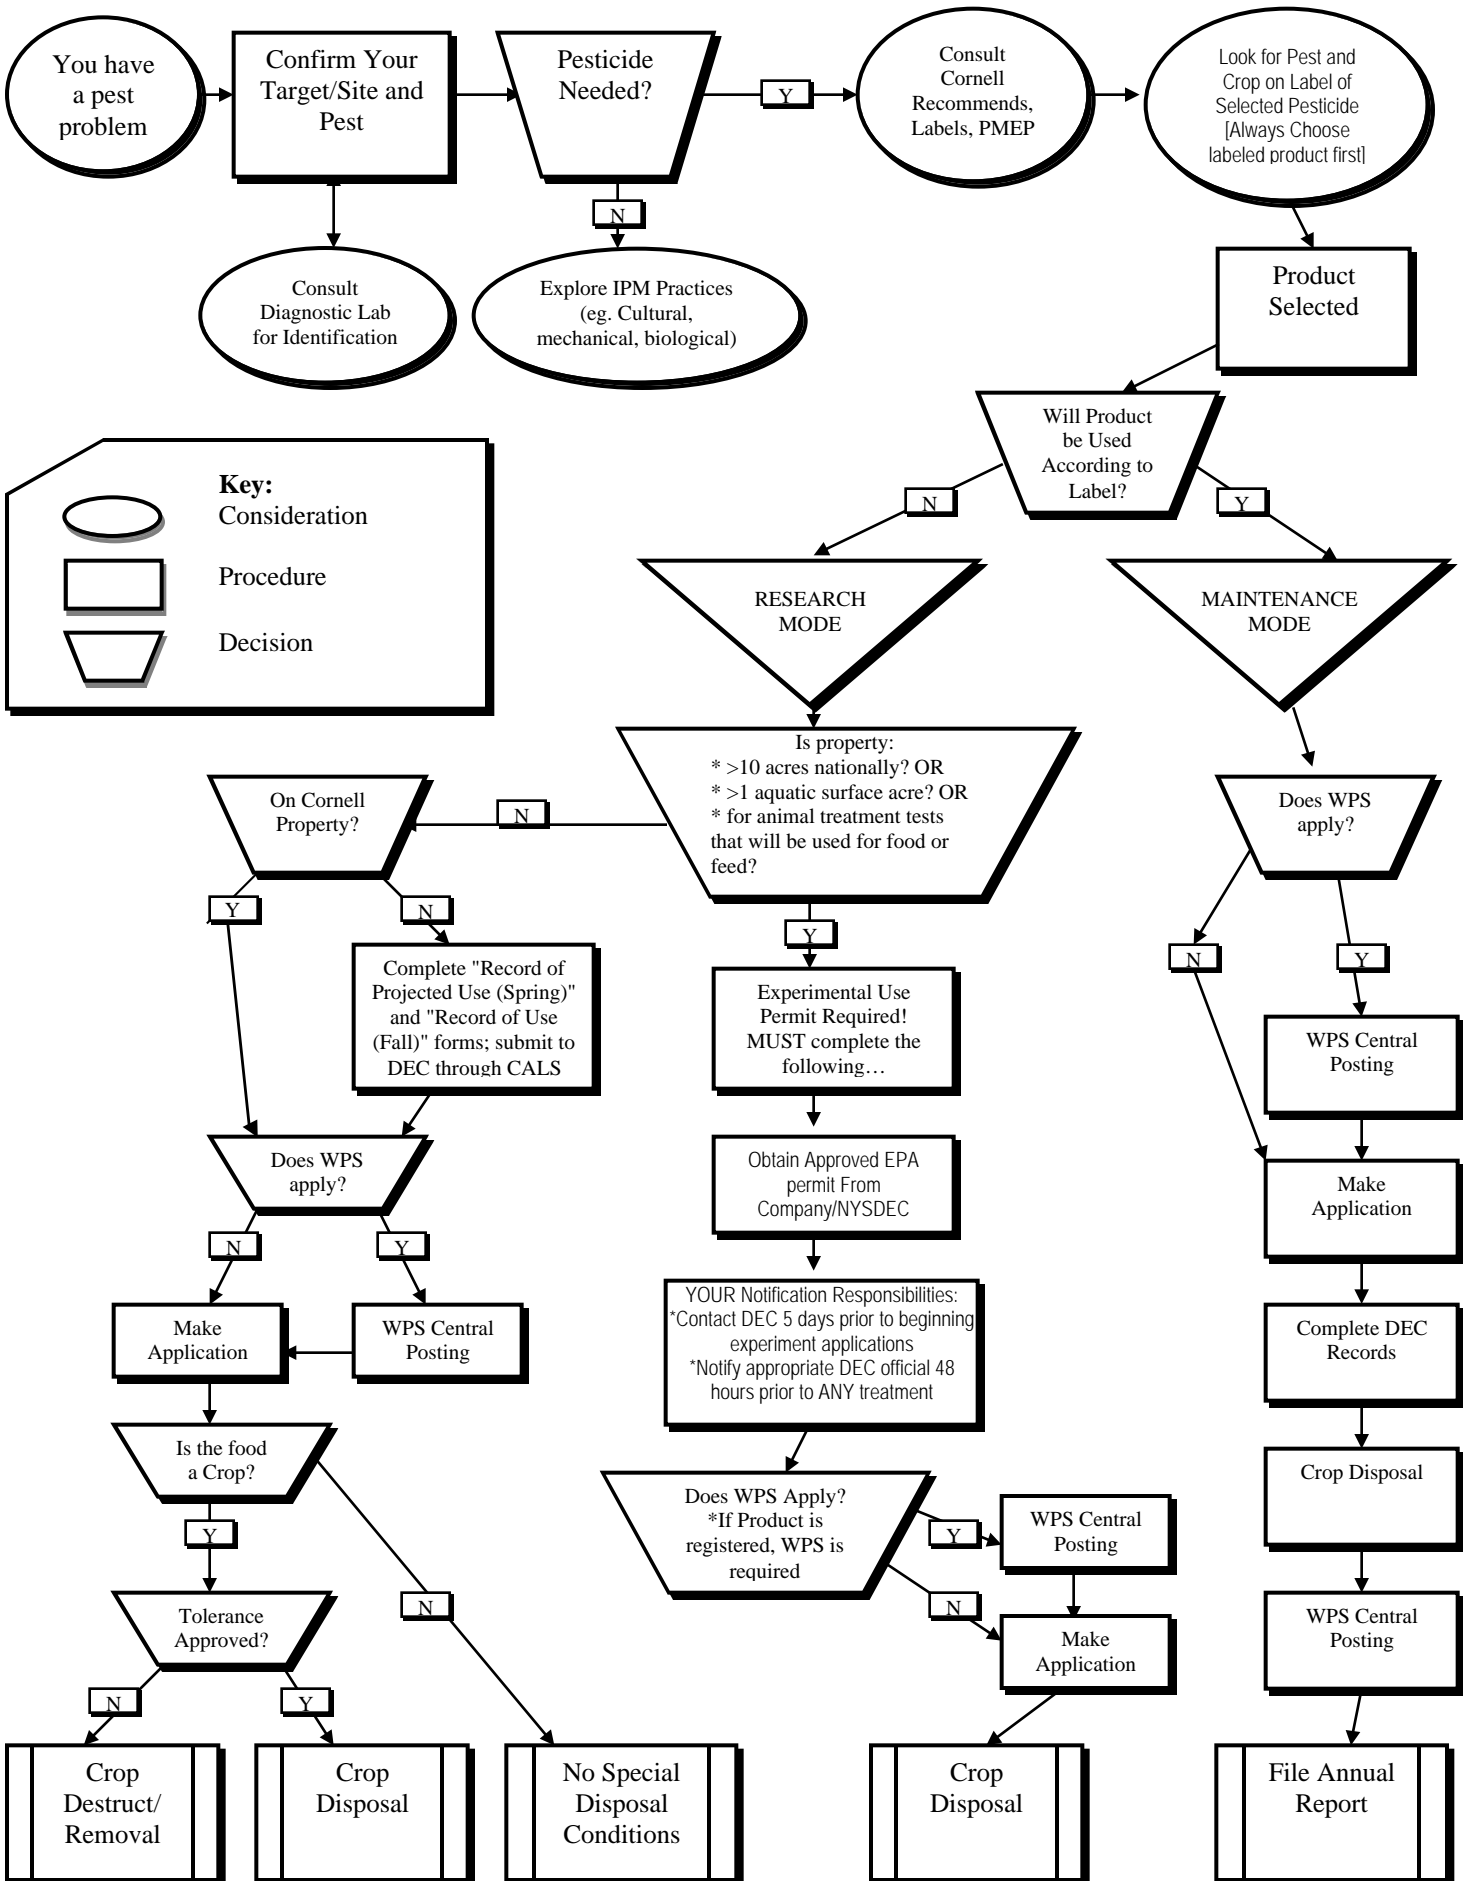 You have
a pest
problem
Confirm Your
Target/Site and
Pest
Pesticide
Needed?
Y
Consult
Cornell
Recommends,
Labels, PMEP
Look for Pest and
Crop on Label of
Selected Pesticide
[Always Choose
labeled product first]
N
Consult
Diagnostic Lab
for Identification
Explore IPM Practices
(eg. Cultural,
mechanical, biological)
Product
Selected
Will Product
be Used
According to
Label?
N
Y
Key:
Consideration
Procedure
Decision
RESEARCH
MODE
MAINTENANCE
MODE
Is property:
* >10 acres nationally? OR
* >1 aquatic surface acre? OR
* for animal treatment tests
that will be used for food or
feed?
N
On Cornell
Property?
Y
N
Complete "Record of
Projected Use (Spring)"
and "Record of Use
(Fall)" forms; submit to
DEC through CALS
Does WPS
apply?
N
Y
Make
Application
WPS Central
Posting
Is the food
a Crop?
Y
N
Tolerance
Approved?
N
Y
Crop
Destruct/
Removal
Crop
Disposal
No Special
Disposal
Conditions
Y
Experimental Use
Permit Required!
MUST complete the
following…
Obtain Approved EPA
permit From
Company/NYSDEC
YOUR Notification Responsibilities:
*Contact DEC 5 days prior to beginning
experiment applications
*Notify appropriate DEC official 48
hours prior to ANY treatment
Does WPS Apply?
*If Product is
registered, WPS is
required
Y
N
WPS Central
Posting
Make
Application
Crop
Disposal
Does WPS
apply?
N
Y
WPS Central
Posting
Make
Application
Complete DEC
Records
Crop Disposal
WPS Central
Posting
File Annual
Report